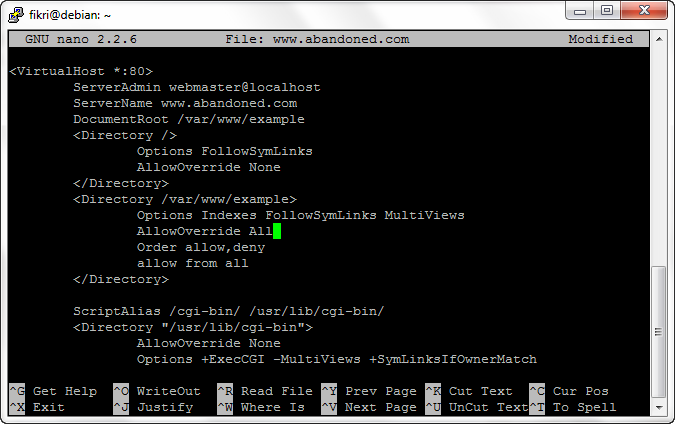 fikri@debian: ~
GNU nano 2.2.6 File: www.abandoned.com Modified
<VirtualHost *:80>
ServerAdmin webmaster@localhost
ServerName www.abandoned.com
DocumentRoot /var/www/example
<Directory />
Options FollowSymLinks
AllowOverride None
</Directory>
<Directory /var/www/example>
Options Indexes FollowSymLinks MultiViews
AllowOverride All
Order allow,deny
allow from all
</Directory>
ScriptAlias /cgi-bin/ /usr/lib/cgi-bin/
<Directory "/usr/lib/cgi-bin">
AllowOverride None
Options +ExecCGI -MultiViews +SymLinksIfOwnerMatch
^G Get Help ^O WriteOut ^R Read File ^Y Prev Page ^K Cut Text ^C Cur Pos
^X Exit ^J Justify ^W Where Is ^V Next Page ^U UnCut Text ^T To Spell